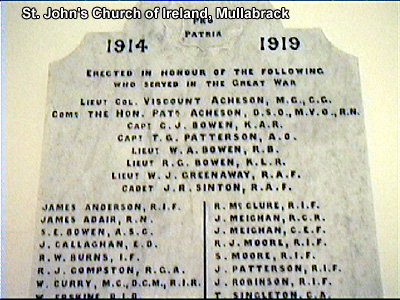 St. John's Church of Ireland, Mullabrack
PRO
PATRIA
1914 1919
ERECTED IN HONOUR OF THE FOLLOWING
WHO SERVED IN THE GREAT WAR
LIEUT COL. VISCOUNT ACHESON, M.C., C.G.
COMR THE HON. PATK ACHESON, D.S.O., M.V.O., R.N.
CAPT C. J. BOWEN, K.A.R.
CAPT T. G. PATTERSON, A.O.
LIEUT W. A. BOWEN, R.B.
LIEUT R. G. BOWEN, K.L.R.
LIEUT W. J. GREENAWAY, R.A.F.
CADET J. R. SINTON, R.A.F.
JAMES ANDERSON, R.I.F.
JAMES ADAIR, R.N.
S. E. BOWEN, A.S.C.
J. CALLAGHAN, E.D.
R. W. BURNS, I.F.
R. J. COMPSTON, R.G.A.
W. CURRY, M.C., D.C.M., R.I.R.
W. ERSKINE, R.I.R.
R. McCLURE, R.I.F.
J. MEIGHAN, R.C.R.
J. MEIGHAN, C.E.F.
R. J. MOORE, R.I.F.
S. MOORE, R.I.F.
J. PATTERSON, R.I.F.
J. ROBINSON, R.I.F.
T. SINGLETON, C.A.